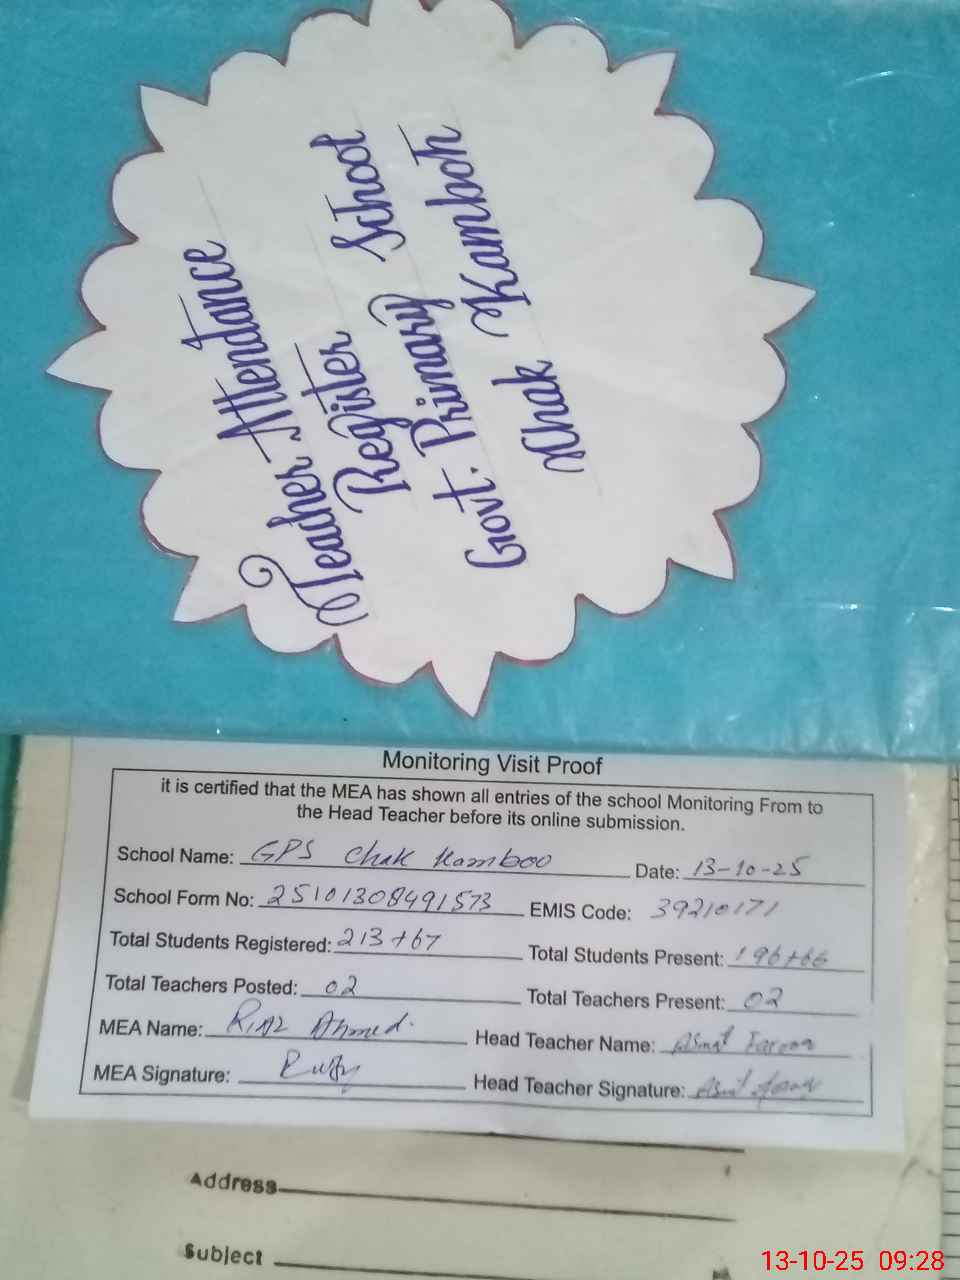 Teacher Attendance
Register
Govt. Primary School
Chak Kamboh
Monitoring Visit Proof
it is certified that the MEA has shown all entries of the school Monitoring From to
the Head Teacher before its online submission.
School Name: GPS Chak Kamboo Date: 13-10-25
School Form No: 25101308491573 EMIS Code: 39210171
Total Students Registered: 213+67 Total Students Present: 196+66
Total Teachers Posted: 02 Total Teachers Present: 02
MEA Name: Riaz Ahmed. Head Teacher Name: Asmat
MEA Signature: Head Teacher Signature: Asmat
Address
Subject
13-10-25 09:28